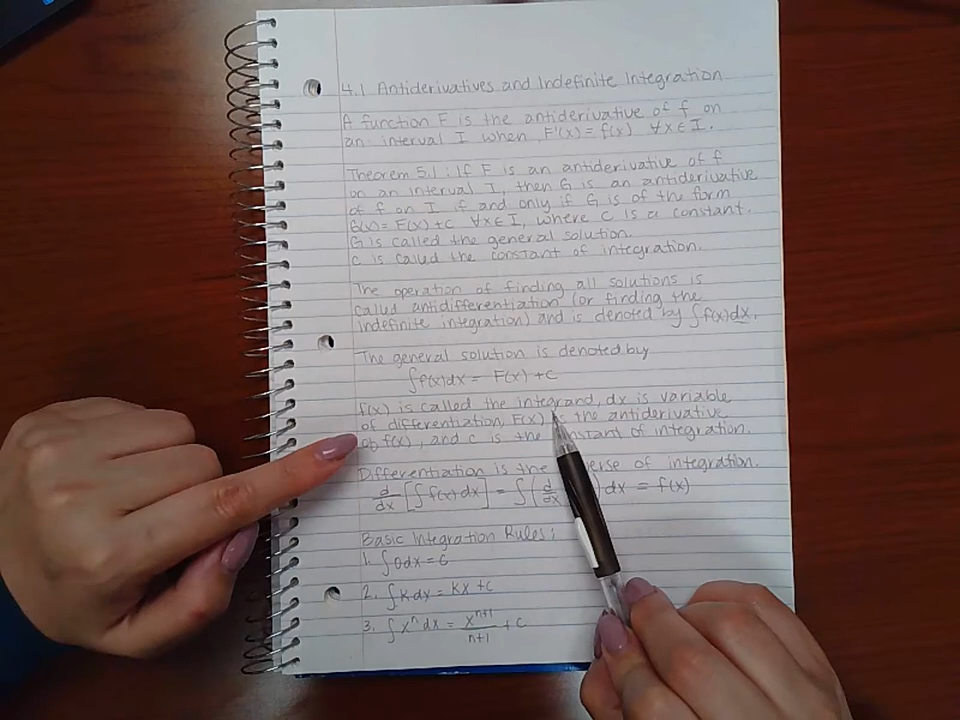 4.1 Antiderivatives and Indefinite Integration
A function F is the antiderivative of f on
an interval I when F'(x) = f(x) ∀x∈I.
Theorem 5.1: If F is an antiderivative of f
on an interval I, then G is an antiderivative
of f on I if and only if G is of the form
G(x) = F(x) + C ∀x∈I, where C is a constant.
G is called the general solution.
C is called the constant of integration.
The operation of finding all solutions is
called antidifferentiation (or finding the
indefinite integration) and is denoted by ∫f(x)dx.
The general solution is denoted by
∫f(x)dx = F(x) + C
f(x) is called the integrand, dx is variable
of differentiation, F(x) is the antiderivative
of f(x), and C is the constant of integration.
Differentiation is the of integration.
d/dx [∫f(x)dx] = ∫(d/dx ) dx = f(x)
Basic Integration Rules:
1. ∫0dx = C
2. ∫k dx = kx + C
3. ∫x^n dx = x^(n+1)/(n+1) + C